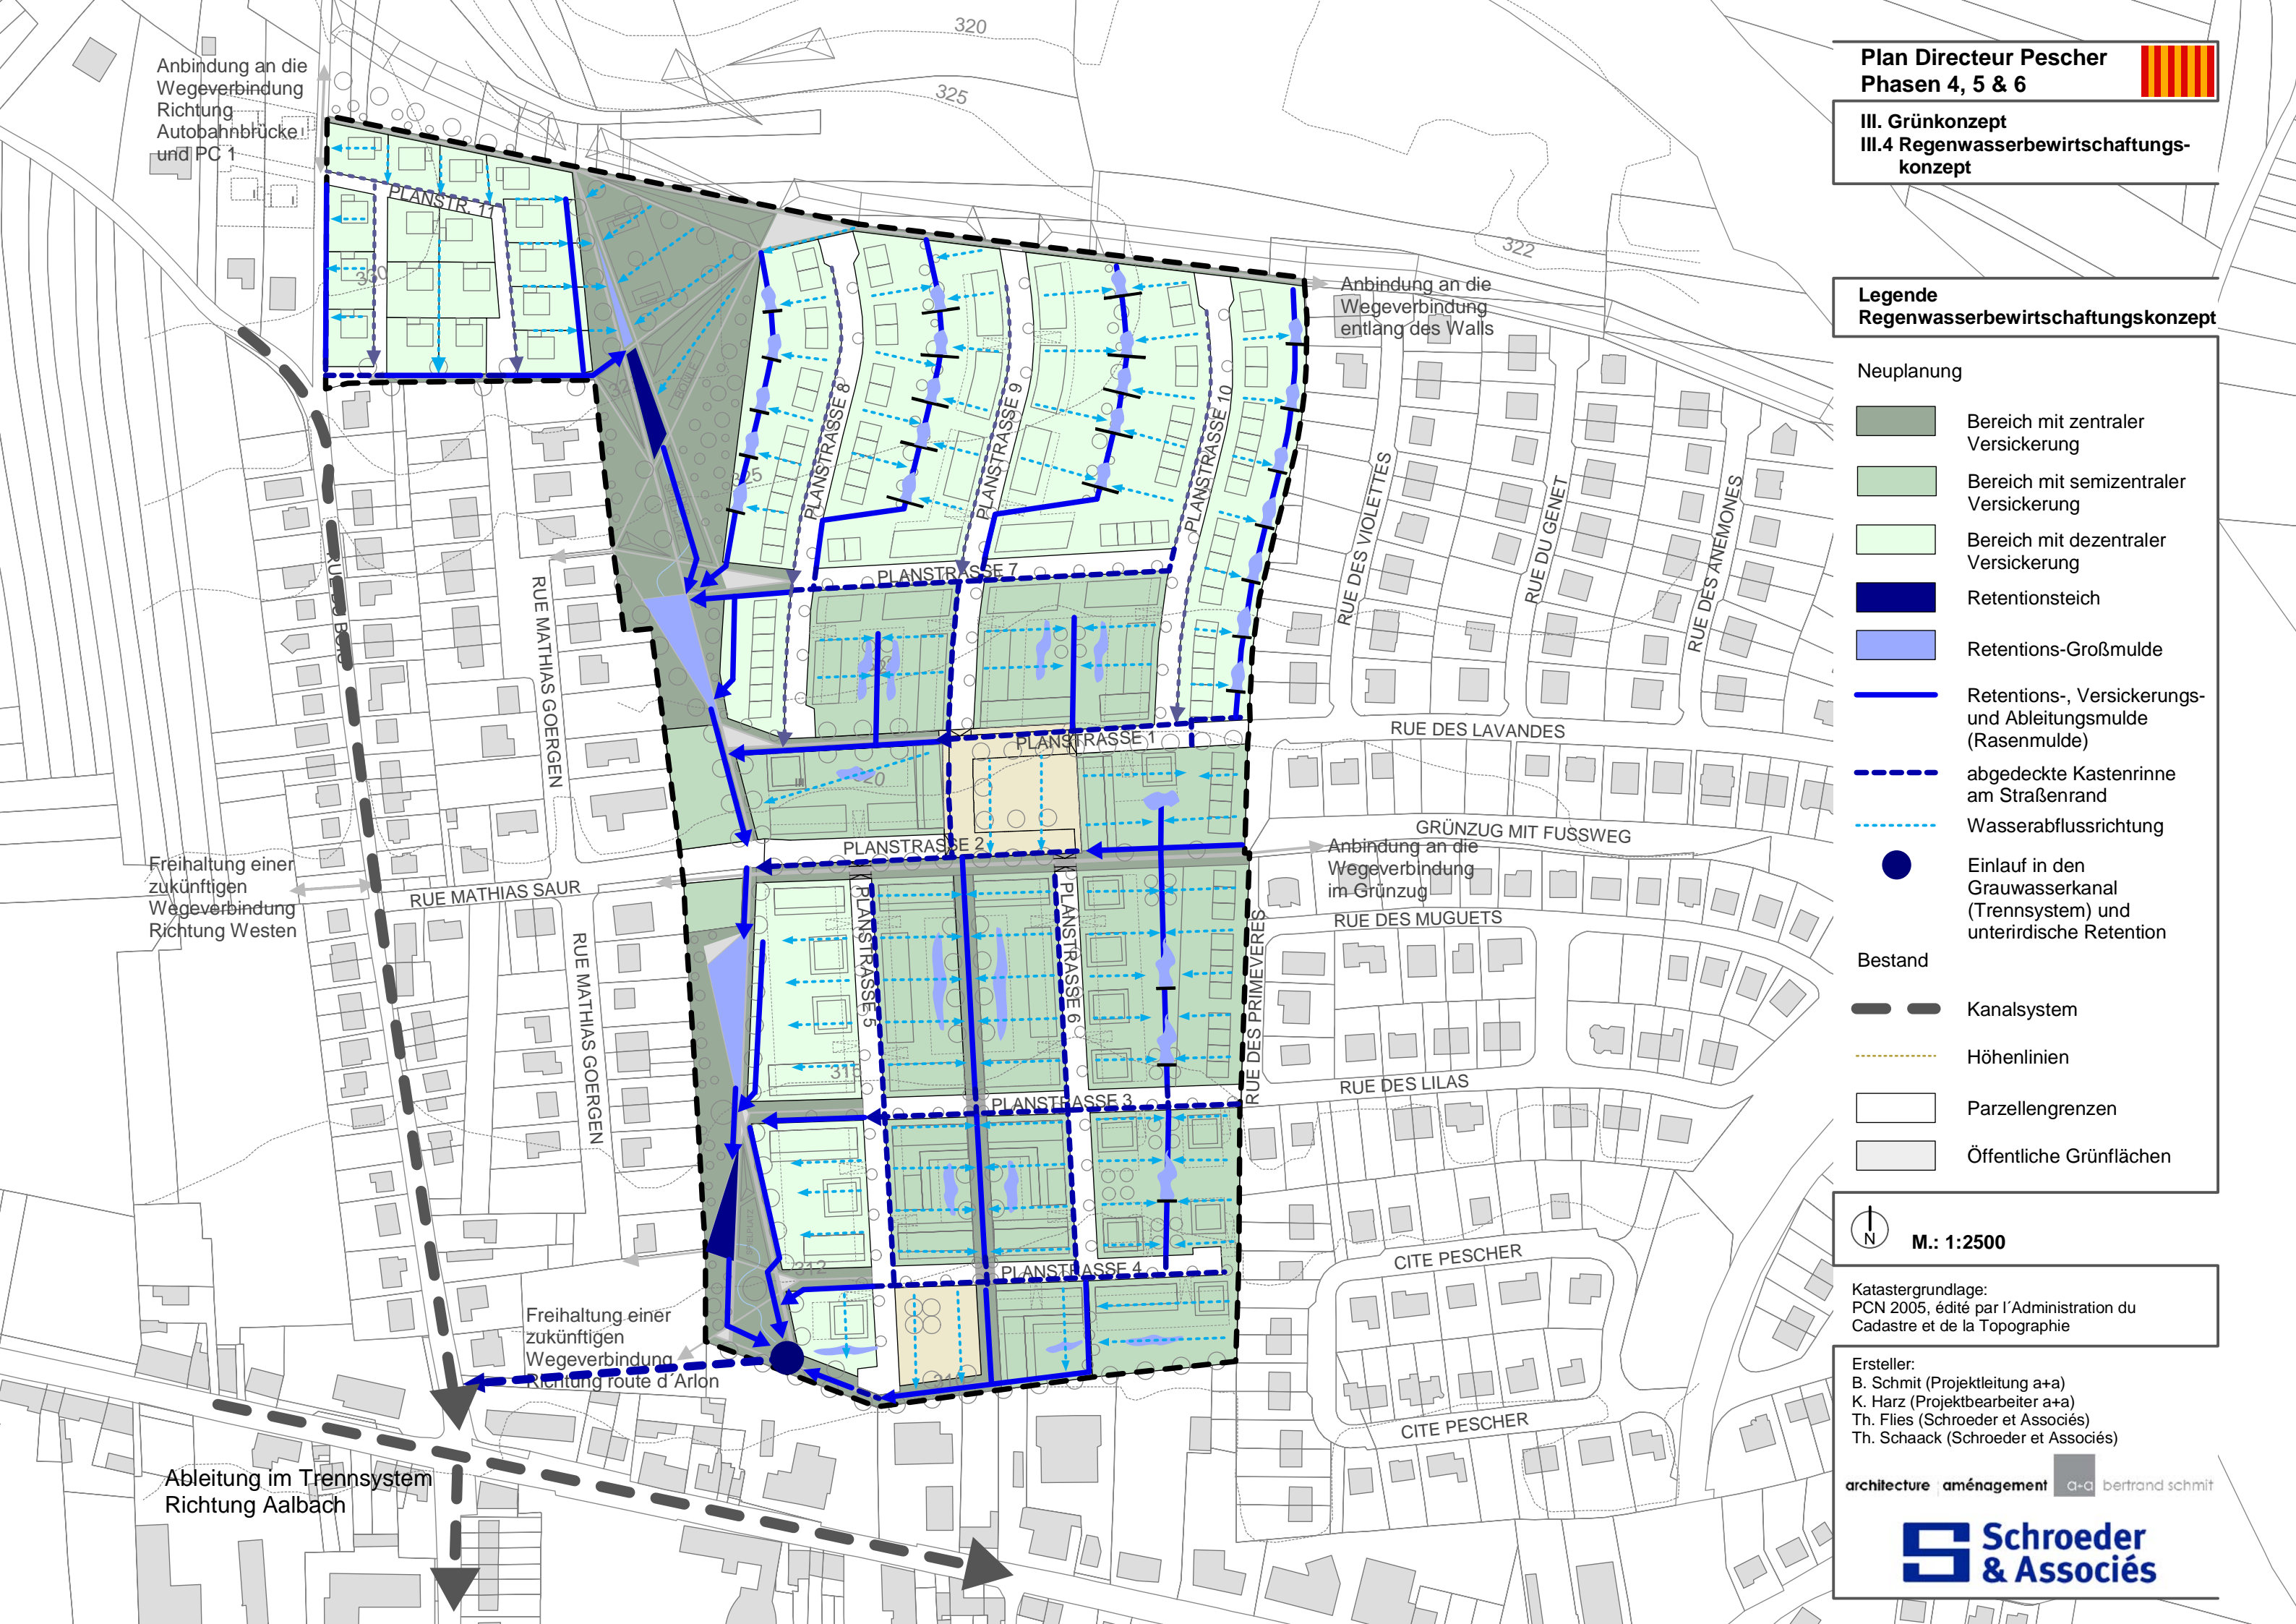 Plan Directeur Pescher
Phasen 4, 5 & 6
III. Grünkonzept
III.4 Regenwasserbewirtschaftungs-
konzept
Legende
Regenwasserbewirtschaftungskonzept
Neuplanung
Bereich mit zentraler
Versickerung
Bereich mit semizentraler
Versickerung
Bereich mit dezentraler
Versickerung
Retentionsteich
Retentions-Großmulde
Retentions-, Versickerungs-
und Ableitungsmulde
(Rasenmulde)
abgedeckte Kastenrinne
am Straßenrand
Wasserabflussrichtung
Einlauf in den
Grauwasserkanal
(Trennsystem) und
unterirdische Retention
Bestand
Kanalsystem
Höhenlinien
Parzellengrenzen
Öffentliche Grünflächen
N
M.: 1:2500
Katastergrundlage:
PCN 2005, édité par l´Administration du
Cadastre et de la Topographie
Ersteller:
B. Schmit (Projektleitung a+a)
K. Harz (Projektbearbeiter a+a)
Th. Flies (Schroeder et Associés)
Th. Schaack (Schroeder et Associés)
architecture aménagement a+a bertrand schmit
Schroeder
& Associés
Anbindung an die
Wegeverbindung
Richtung
Autobahnbrücke
und PC 1
320
325
322
Anbindung an die
Wegeverbindung
entlang des Walls
PLANSTR. 11
330
PLANSTRASSE 8
PLANSTRASSE 9
PLANSTRASSE 10
PLANSTRASSE 7
RUE DES VIOLETTES
RUE DU GENET
RUE DES ANEMONES
RUE MATHIAS GOERGEN
PLANSTRASSE 1
RUE DES LAVANDES
320
PLANSTRASSE 2
GRÜNZUG MIT FUSSWEG
Anbindung an die
Wegeverbindung
im Grünzug
Freihaltung einer
zukünftigen
Wegeverbindung
Richtung Westen
RUE MATHIAS SAUR
RUE MATHIAS GOERGEN
PLANSTRASSE 5
PLANSTRASSE 6
RUE DES PRIMEVERES
RUE DES MUGUETS
RUE DES LILAS
PLANSTRASSE 3
312
PLANSTRASSE 4
CITE PESCHER
CITE PESCHER
Freihaltung einer
zukünftigen
Wegeverbindung
Richtung route d´Arlon
Ableitung im Trennsystem
Richtung Aalbach